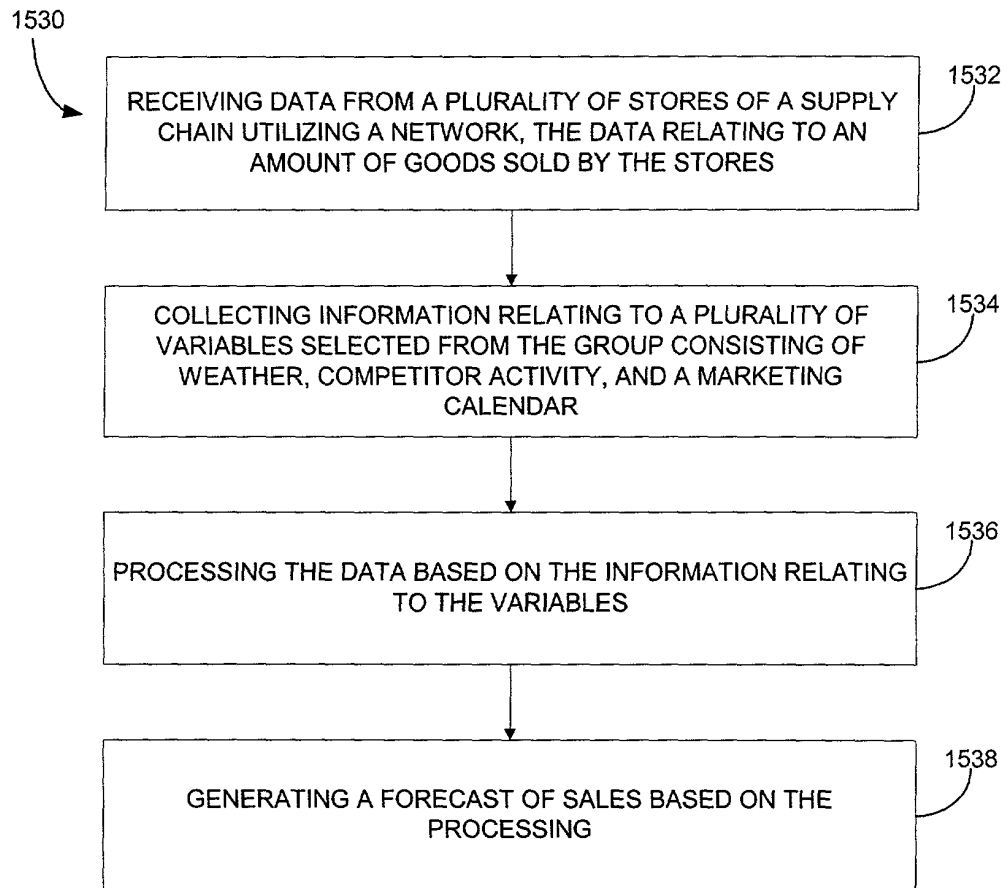 1530
1532
RECEIVING DATA FROM A PLURALITY OF STORES OF A SUPPLY
CHAIN UTILIZING A NETWORK, THE DATA RELATING TO AN
AMOUNT OF GOODS SOLD BY THE STORES
1534
COLLECTING INFORMATION RELATING TO A PLURALITY OF
VARIABLES SELECTED FROM THE GROUP CONSISTING OF
WEATHER, COMPETITOR ACTIVITY, AND A MARKETING
CALENDAR
1536
PROCESSING THE DATA BASED ON THE INFORMATION RELATING
TO THE VARIABLES
1538
GENERATING A FORECAST OF SALES BASED ON THE
PROCESSING